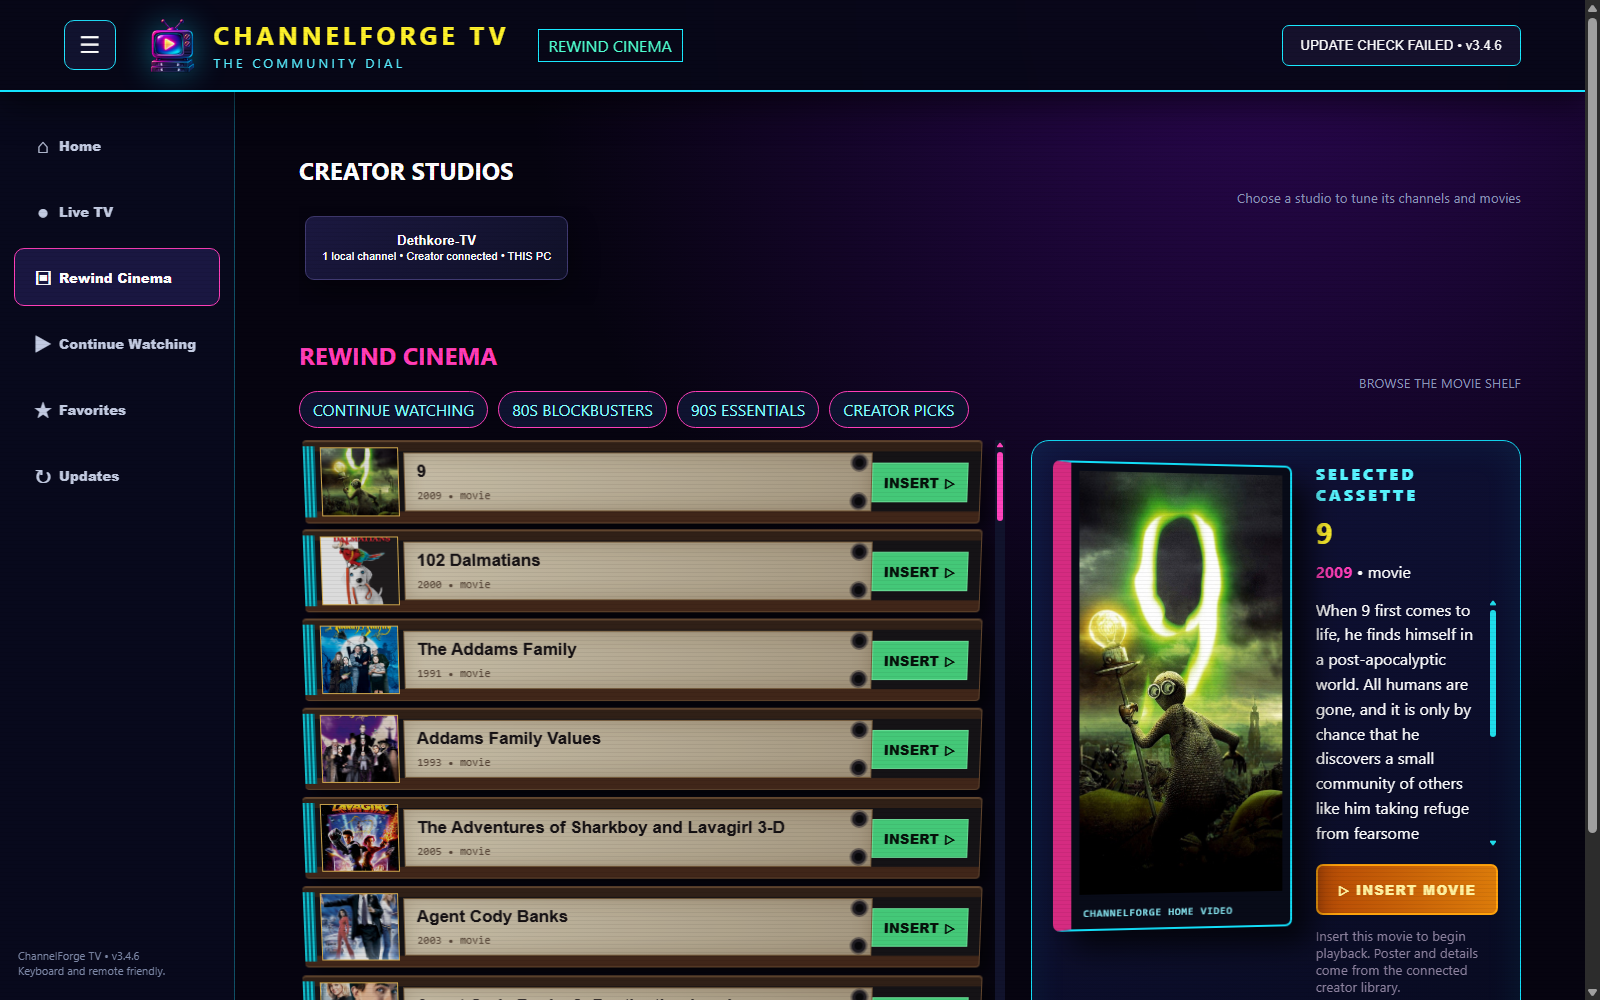 ☰
CHANNELFORGE TV
THE COMMUNITY DIAL
REWIND CINEMA
UPDATE CHECK FAILED • v3.4.6
Home
Live TV
Rewind Cinema
Continue Watching
Favorites
Updates
ChannelForge TV • v3.4.6
Keyboard and remote friendly.
CREATOR STUDIOS
Choose a studio to tune its channels and movies
Dethkore-TV
1 local channel • Creator connected • THIS PC
REWIND CINEMA
BROWSE THE MOVIE SHELF
CONTINUE WATCHING
80S BLOCKBUSTERS
90S ESSENTIALS
CREATOR PICKS
9
2009 • movie
INSERT ▷
DALMATIANS
102 Dalmatians
2000 • movie
INSERT ▷
The Addams Family
1991 • movie
INSERT ▷
Addams Family Values
1993 • movie
INSERT ▷
LAVAGIRL
The Adventures of Sharkboy and Lavagirl 3-D
2005 • movie
INSERT ▷
Agent Cody Banks
2003 • movie
INSERT ▷
9
CHANNELFORGE HOME VIDEO
SELECTED
CASSETTE
9
2009 • movie
When 9 first comes to
life, he finds himself in
a post-apocalyptic
world. All humans are
gone, and it is only by
chance that he
discovers a small
community of others
like him taking refuge
from fearsome
▷ INSERT MOVIE
Insert this movie to begin
playback. Poster and details
come from the connected
creator library.